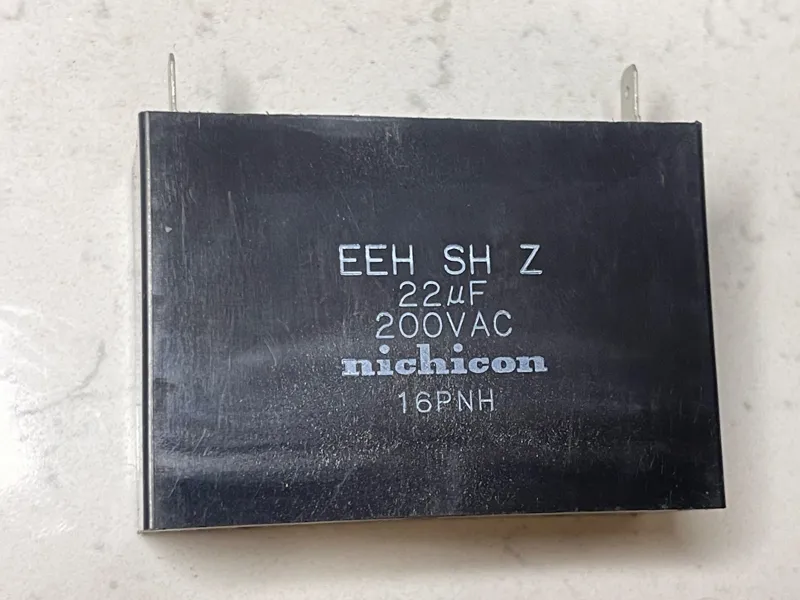 EEH SH Z
22μF
200VAC
nichicon
16PNH